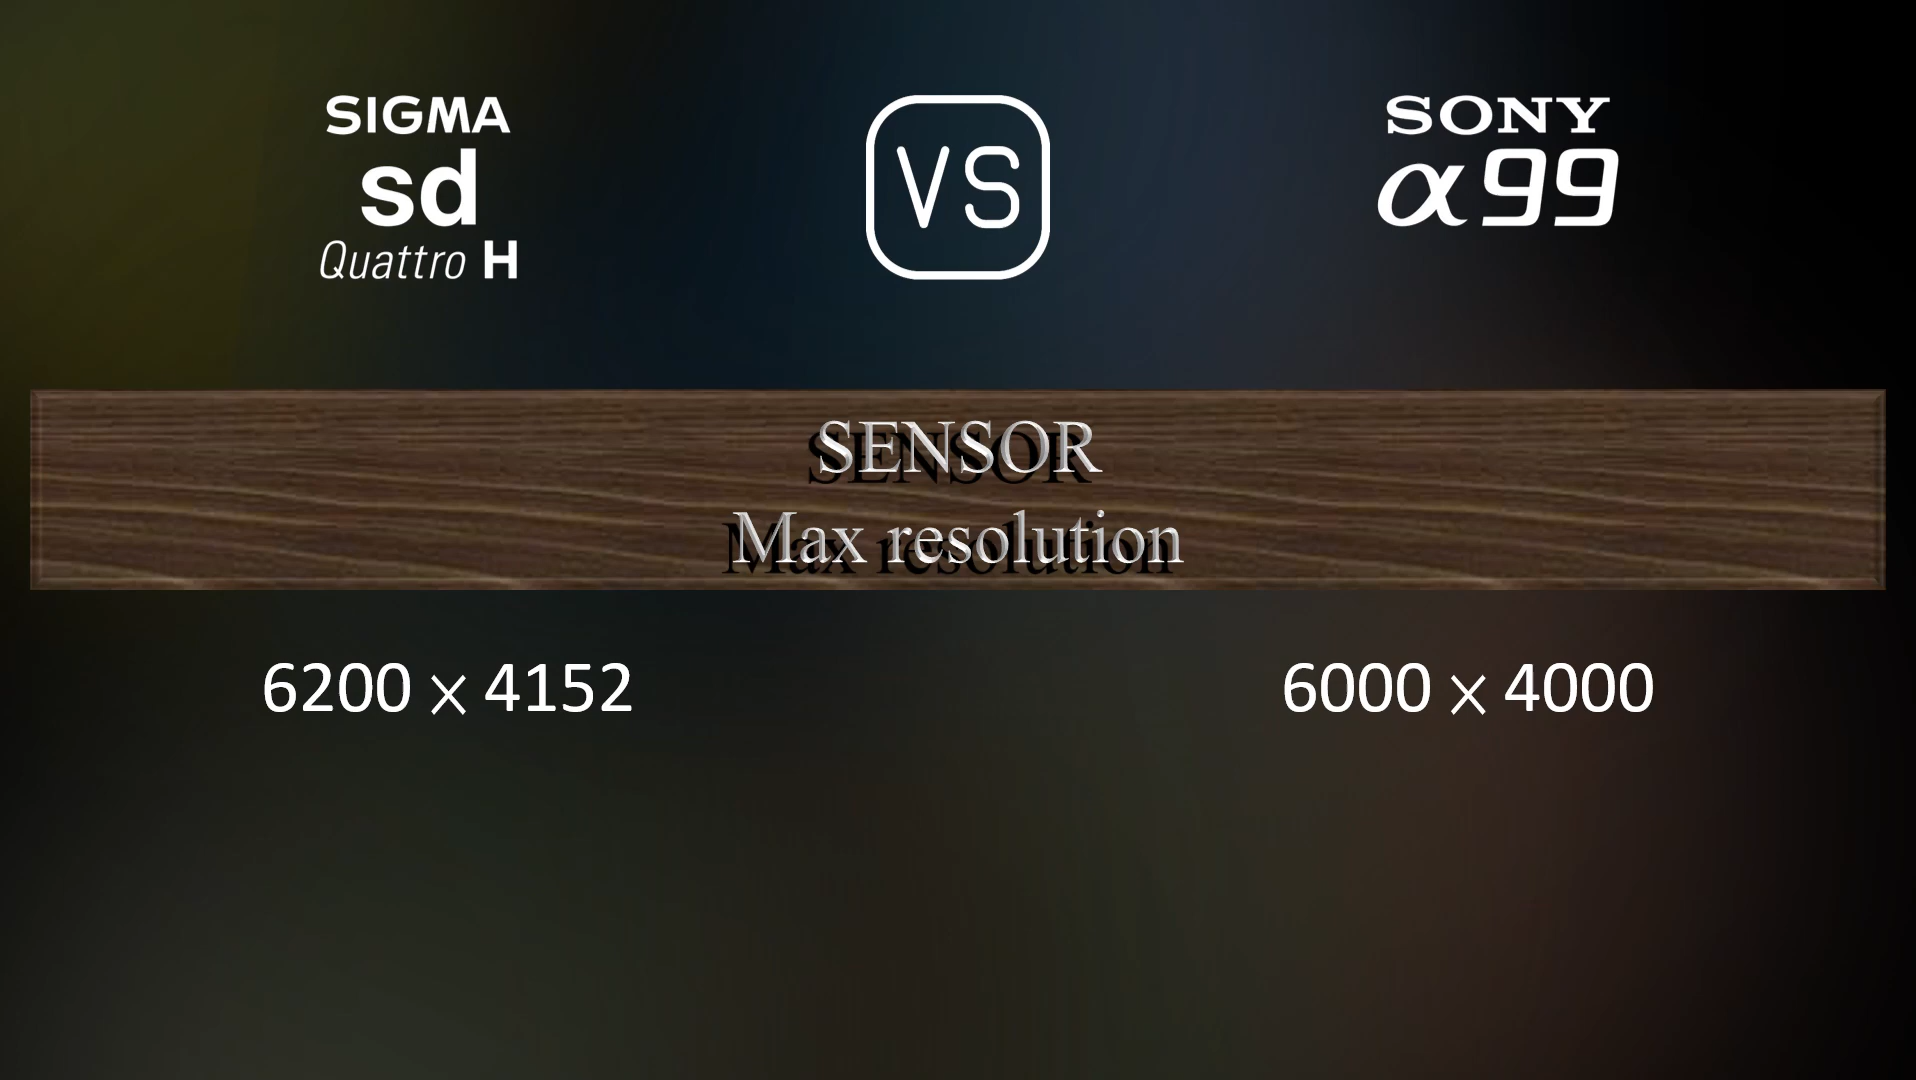 SIGMA
sd
Quattro H
VS
SONY
α99
SENSOR
Max resolution
6200 x 4152
6000 x 4000